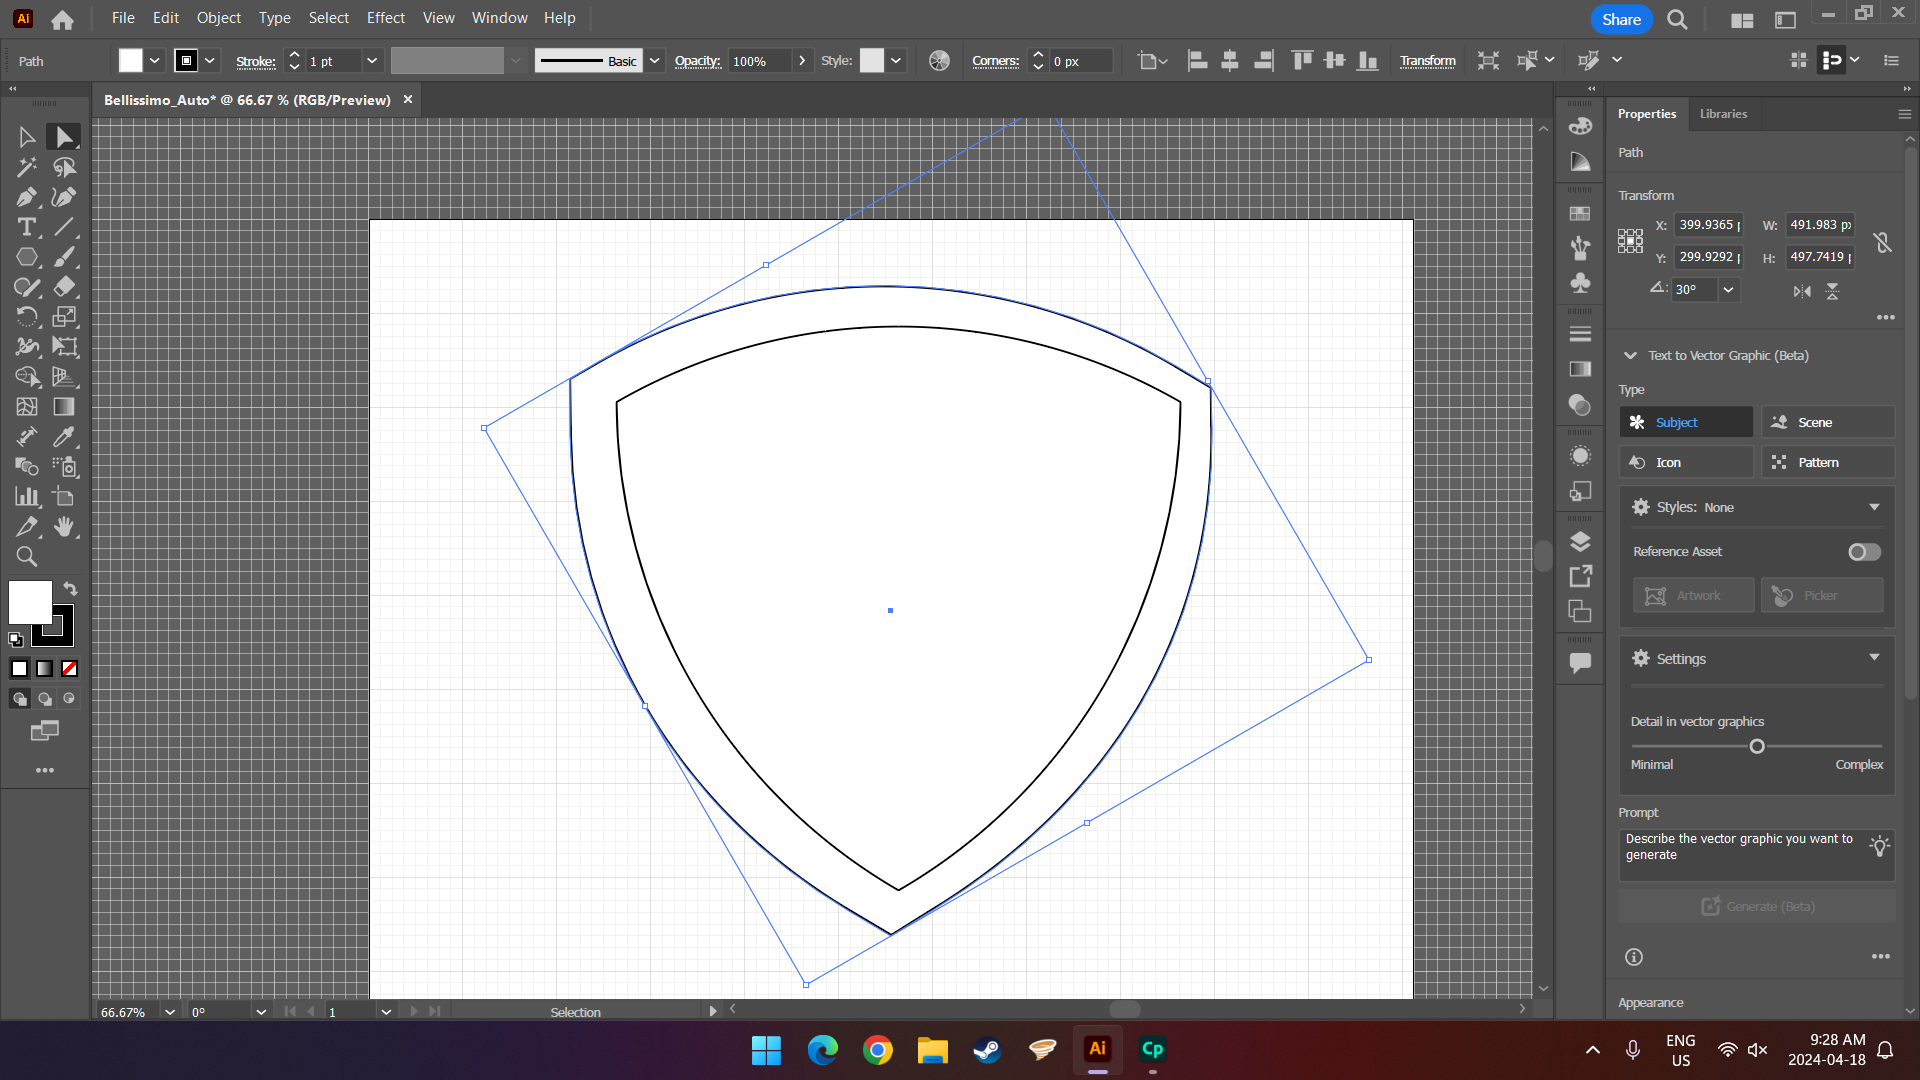 Ai File Edit Object Type Select Effect View Window Help Share
Path Stroke: 1 pt Basic Opacity: 100% Style: Corners: 0 px Transform
Bellissimo_Auto* @ 66.67 % (RGB/Preview) ×
Properties Libraries
Path
Transform
X: 399.9365 W: 491.983 px
Y: 299.9292 H: 497.7419
30°
Text to Vector Graphic (Beta)
Type
Subject Scene
Icon Pattern
Styles: None
Reference Asset
Artwork Picker
Settings
Detail in vector graphics
Minimal Complex
Prompt
Describe the vector graphic you want to
generate
Generate (Beta)
Appearance
66.67% 0° 1 Selection
Ai Cp
ENG
US
9:28 AM
2024-04-18